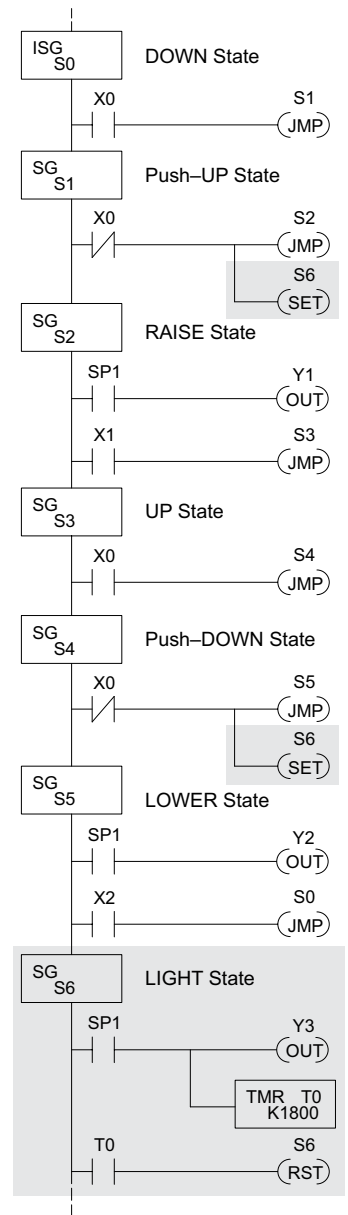 ISG
S0
DOWN State
X0
S1
JMP
SG
S1
Push–UP State
X0
S2
JMP
S6
SET
SG
S2
RAISE State
SP1
Y1
OUT
X1
S3
JMP
SG
S3
UP State
X0
S4
JMP
SG
S4
Push–DOWN State
X0
S5
JMP
S6
SET
SG
S5
LOWER State
SP1
Y2
OUT
X2
S0
JMP
SG
S6
LIGHT State
SP1
Y3
OUT
TMR T0
K1800
T0
S6
RST